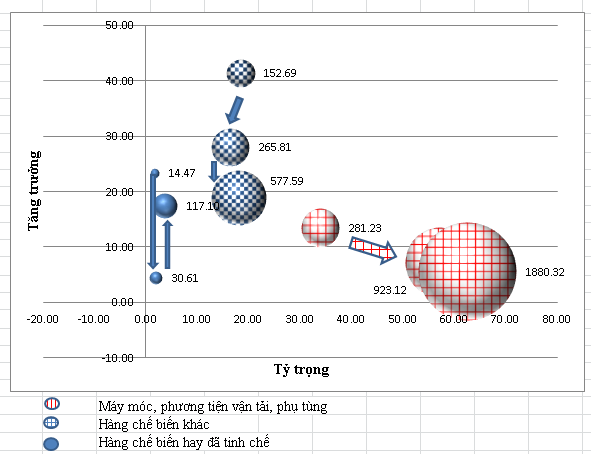 50.00
152.69
40.00
30.00
265.81
577.59
14.47
20.00
117.10
281.23
10.00
30.61
1880.32
923.12
0.00
-20.00 -10.00 0.00 10.00 20.00 30.00 40.00 50.00 60.00 70.00 80.00
-10.00
Tăng trưởng
Tỷ trọng
Máy móc, phương tiện vận tải, phụ tùng
Hàng chế biến khác
Hàng chế biến hay đã tinh chế